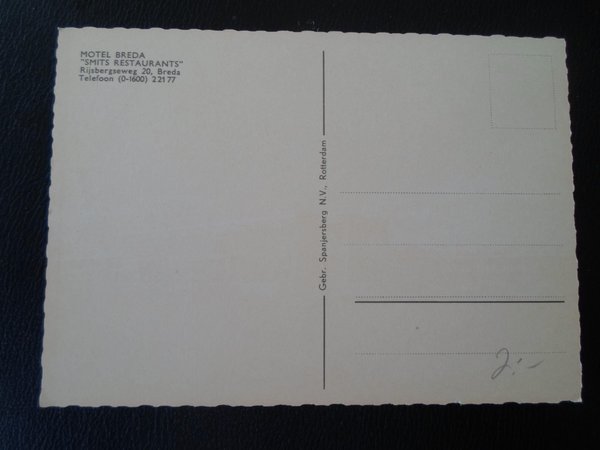 MOTEL BREDA
"SMITS RESTAURANTS"
Rijsbergseweg 20, Breda
Telefoon (0-1600) 22177
Gebr. Spanjersberg N.V., Rotterdam
2:-